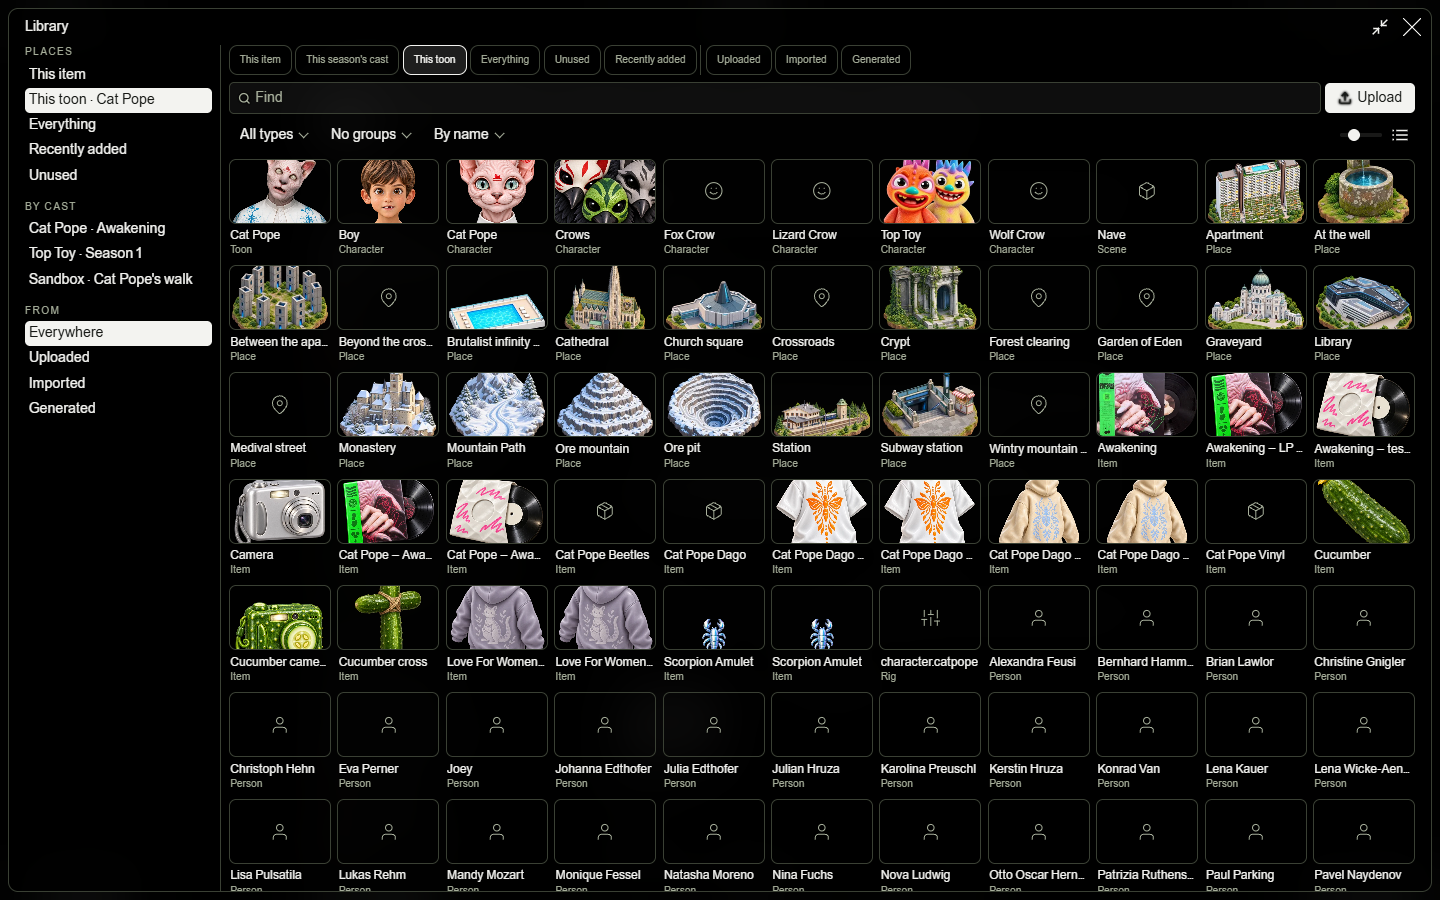 Library
PLACES
This item
This toon · Cat Pope
Everything
Recently added
Unused
BY CAST
Cat Pope · Awakening
Top Toy · Season 1
Sandbox · Cat Pope's walk
FROM
Everywhere
Uploaded
Imported
Generated
This item
This season's cast
This toon
Everything
Unused
Recently added
Uploaded
Imported
Generated
Find
Upload
All types
No groups
By name
Cat Pope
Toon
Boy
Character
Cat Pope
Character
Crows
Character
Fox Crow
Character
Lizard Crow
Character
Top Toy
Character
Wolf Crow
Character
Nave
Scene
Apartment
Place
At the well
Place
Between the apa...
Place
Beyond the cros...
Place
Brutalist infinity ...
Place
Cathedral
Place
Church square
Place
Crossroads
Place
Crypt
Place
Forest clearing
Place
Garden of Eden
Place
Graveyard
Place
Library
Place
Medival street
Place
Monastery
Place
Mountain Path
Place
Ore mountain
Place
Ore pit
Place
Station
Place
Subway station
Place
Wintry mountain ...
Place
Awakening
Item
Awakening – LP ...
Item
Awakening – tes...
Item
Camera
Item
Cat Pope – Awa...
Item
Cat Pope – Awa...
Item
Cat Pope Beetles
Item
Cat Pope Dago
Item
Cat Pope Dago ...
Item
Cat Pope Dago ...
Item
Cat Pope Dago ...
Item
Cat Pope Dago ...
Item
Cat Pope Vinyl
Item
Cucumber
Item
Cucumber came...
Item
Cucumber cross
Item
Love For Women...
Item
Love For Women...
Item
Scorpion Amulet
Item
Scorpion Amulet
Item
character.catpope
Rig
Alexandra Feusi
Person
Bernhard Hamm...
Person
Brian Lawlor
Person
Christine Gnigler
Person
Christoph Hehn
Person
Eva Perner
Person
Joey
Person
Johanna Edthofer
Person
Julia Edthofer
Person
Julian Hruza
Person
Karolina Preuschl
Person
Kerstin Hruza
Person
Konrad Van
Person
Lena Kauer
Person
Lena Wicke-Aen...
Person
Lisa Pulsatila
Person
Lukas Rehm
Person
Mandy Mozart
Person
Monique Fessel
Person
Natasha Moreno
Person
Nina Fuchs
Person
Nova Ludwig
Person
Otto Oscar Hern...
Person
Patrizia Ruthens...
Person
Paul Parking
Person
Pavel Naydenov
Person